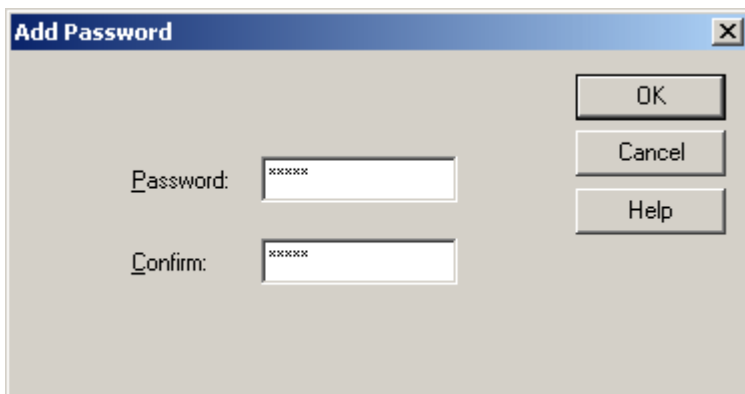 Add Password
OK
Cancel
Password: *****
Help
Confirm: *****